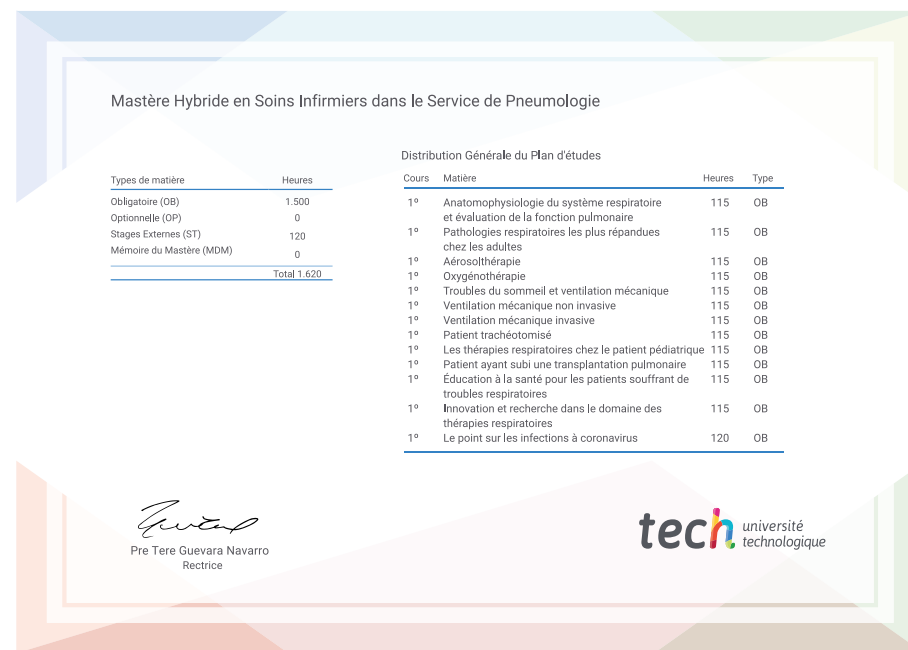 Mastère Hybride en Soins Infirmiers dans le Service de Pneumologie
Types de matière Heures
Obligatoire (OB) 1.500
Optionnelle (OP) 0
Stages Externes (ST) 120
Mémoire du Mastère (MDM) 0
Total 1.620
Distribution Générale du Plan d'études
Cours Matière Heures Type
1º Anatomophysiologie du système respiratoire 115 OB
et évaluation de la fonction pulmonaire
1º Pathologies respiratoires les plus répandues 115 OB
chez les adultes
1º Aérosolthérapie 115 OB
1º Oxygénothérapie 115 OB
1º Troubles du sommeil et ventilation mécanique 115 OB
1º Ventilation mécanique non invasive 115 OB
1º Ventilation mécanique invasive 115 OB
1º Patient trachéotomisé 115 OB
1º Les thérapies respiratoires chez le patient pédiatrique 115 OB
1º Patient ayant subi une transplantation pulmonaire 115 OB
1º Éducation à la santé pour les patients souffrant de 115 OB
troubles respiratoires
1º Innovation et recherche dans le domaine des 115 OB
thérapies respiratoires
1º Le point sur les infections à coronavirus 120 OB
Pre Tere Guevara Navarro
Rectrice
tech université
technologique